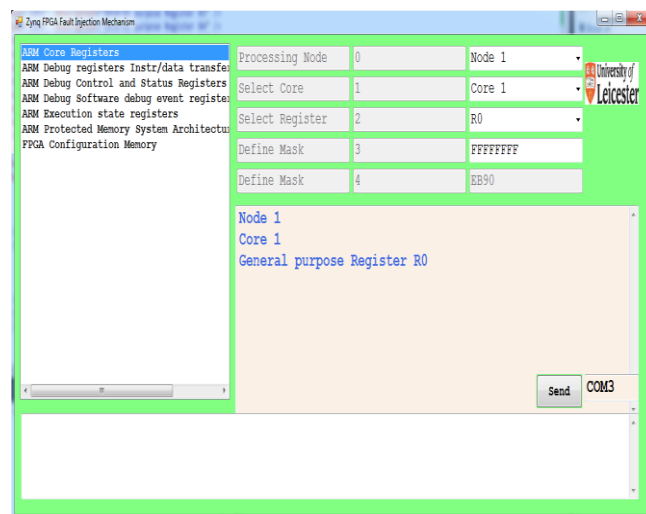 Zynq FPGA Fault Injection Mechanism
ARM Core Registers
ARM Debug registers Instr/data transfe
ARM Debug Control and Status Registers
ARM Debug Software debug event registe
ARM Execution state registers
ARM Protected Memory System Architectu
FPGA Configuration Memory
Processing Node 0 Node 1
Select Core 1 Core 1
Select Register 2 R0
Define Mask 3 FFFFFFFF
Define Mask 4 EB90
University of
Leicester
Node 1
Core 1
General purpose Register R0
Send COM3